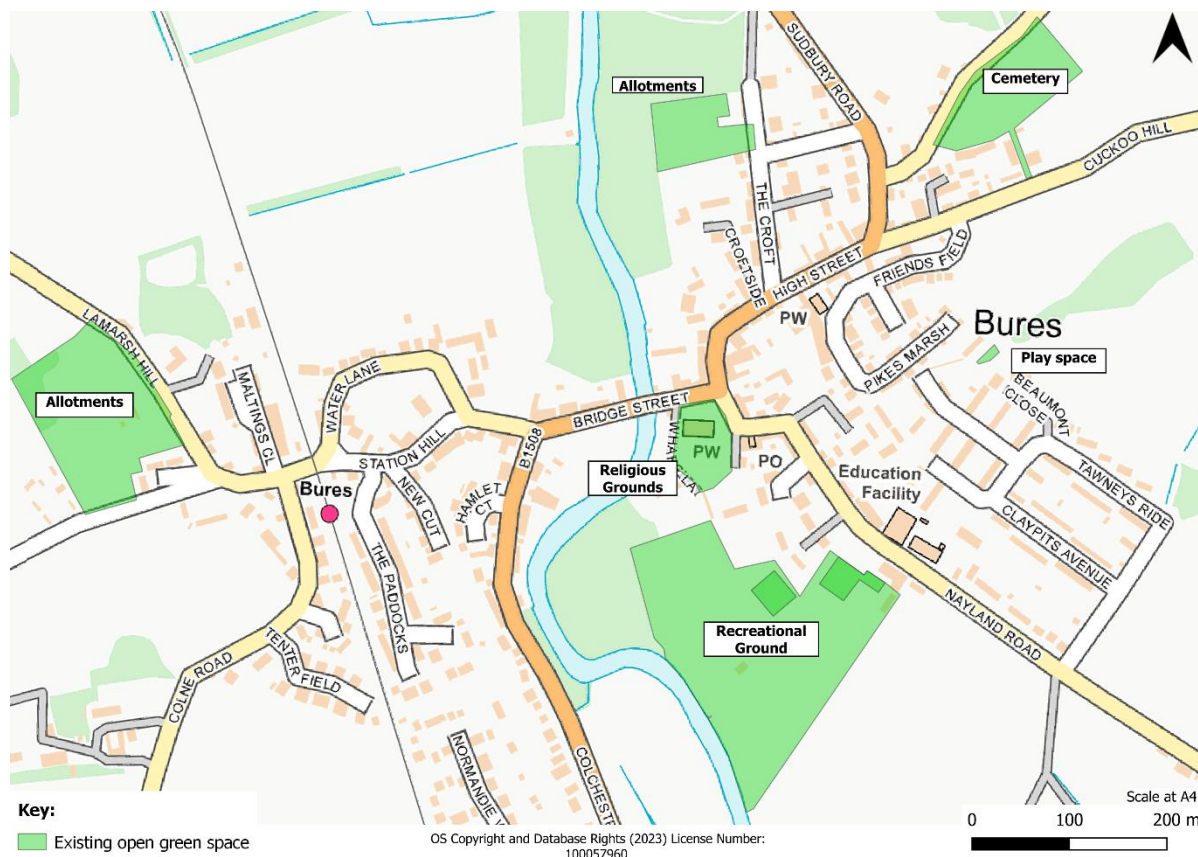 SUDBURY ROAD
Allotments
Cemetery
CUCKOO HILL
THE CROFT
CROFTSIDE
HIGH STREET
FRIENDS FIELD
PW
Bures
PIKES MARSH
Play space
BEAUMONT
CLOSE
LAMARSH HILL
Allotments
MALTINGS CL
WATER LANE
STATION HILL
BRIDGE STREET
B1508
PW
PO
Religious
Grounds
Education
Facility
TAWNEYS RIDE
CLAYPITS AVENUE
Bures
NEW CUT
HAMLET
CT
THE PADDOCKS
Recreational
Ground
NAYLAND ROAD
TENTERFIELD
COLNE ROAD
NORMANDIE
COLCHEST
Key:
Existing open green space
OS Copyright and Database Rights (2023) License Number:
100057960
Scale at A4
0 100 200 m